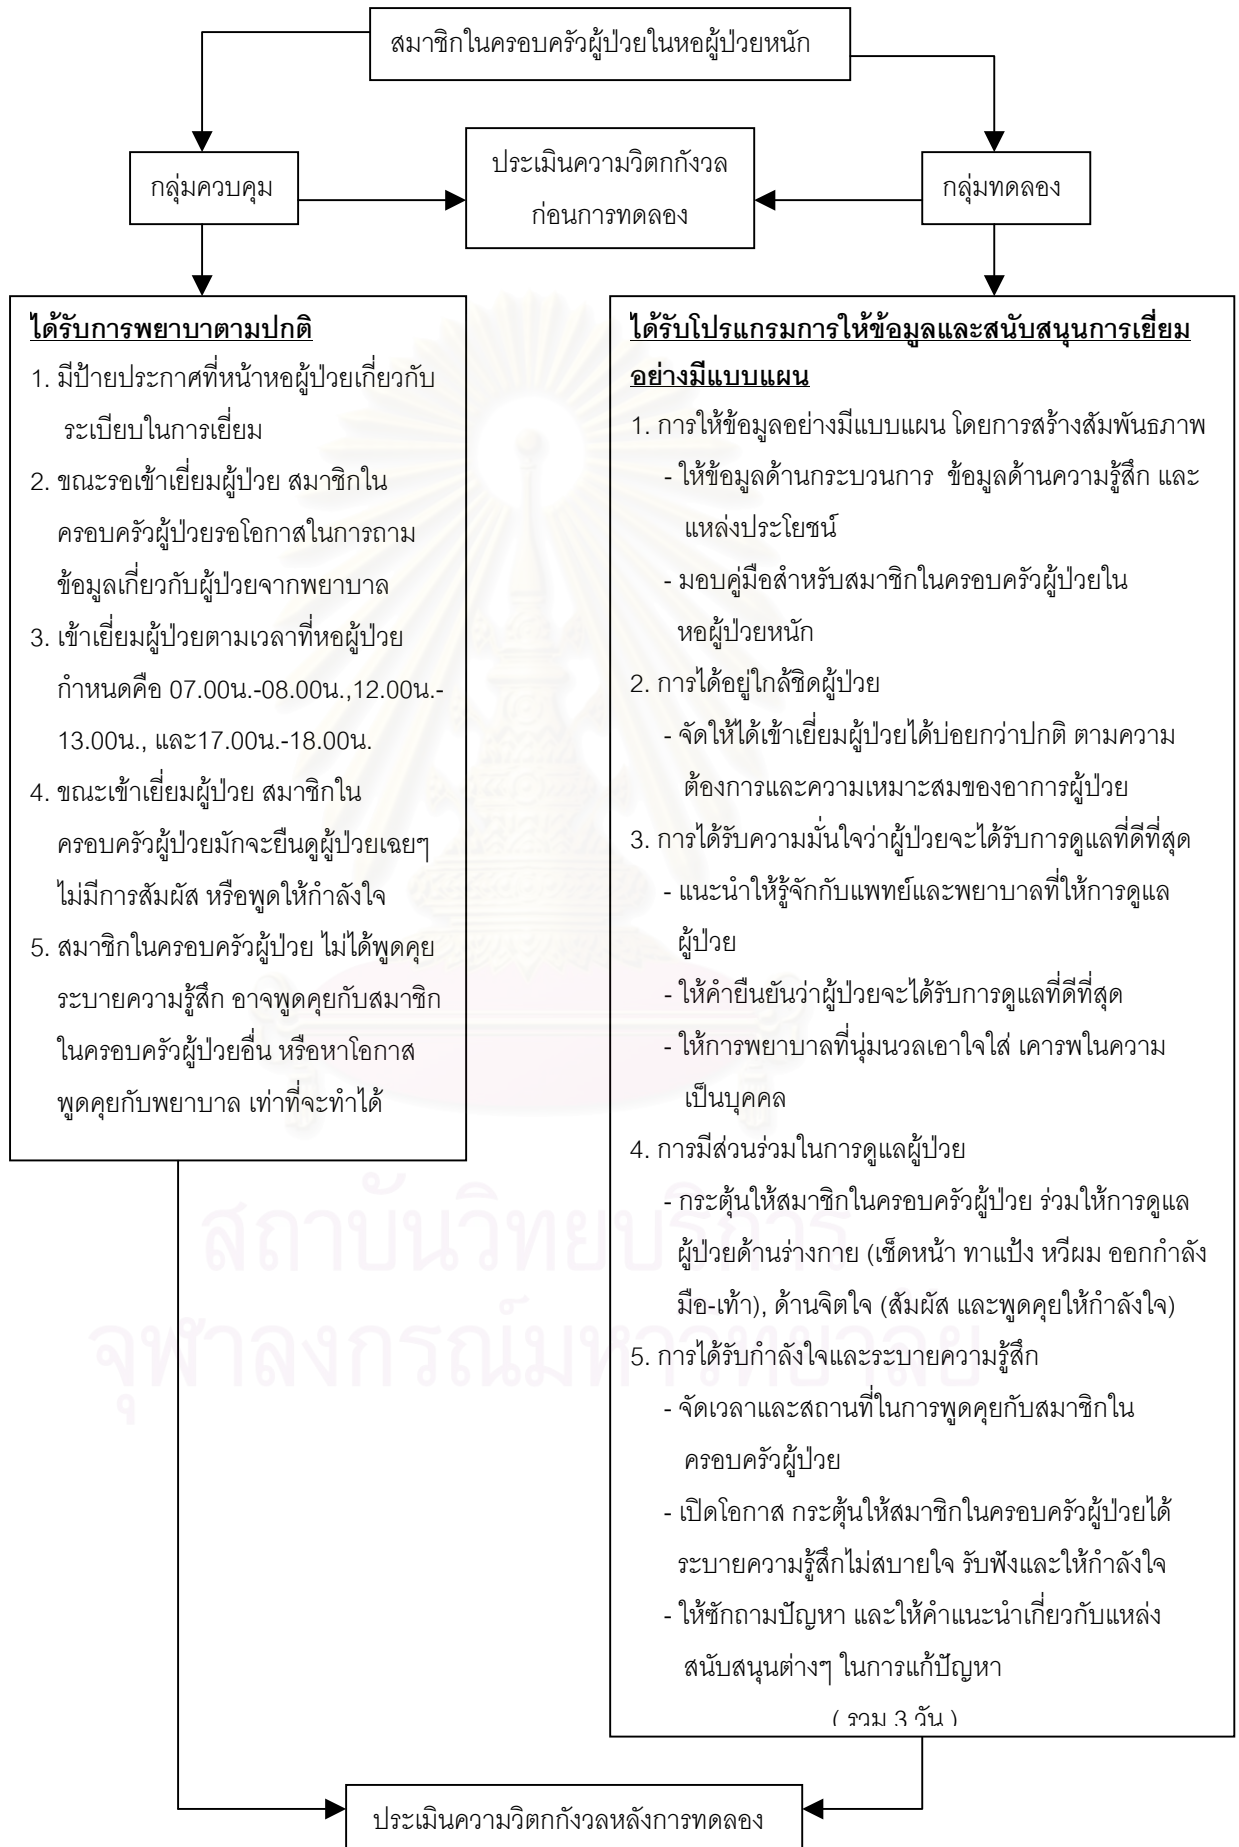 สมาชิกในครอบครัวผู้ป่วยในหอผู้ป่วยหนัก
กลุ่มควบคุม
ประเมินความวิตกกังวล
ก่อนการทดลอง
กลุ่มทดลอง
ได้รับการพยาบาตามปกติ
1. มีป้ายประกาศที่หน้าหอผู้ป่วยเกี่ยวกับ
ระเบียบในการเยี่ยม
2. ขณะรอเข้าเยี่ยมผู้ป่วย สมาชิกใน
ครอบครัวผู้ป่วยรอโอกาสในการถาม
ข้อมูลเกี่ยวกับผู้ป่วยจากพยาบาล
3. เข้าเยี่ยมผู้ป่วยตามเวลาที่หอผู้ป่วย
กำหนดคือ 07.00น.-08.00น.,12.00น.-
13.00น., และ17.00น.-18.00น.
4. ขณะเข้าเยี่ยมผู้ป่วย สมาชิกใน
ครอบครัวผู้ป่วยมักจะยืนดูผู้ป่วยเฉยๆ
ไม่มีการสัมผัส หรือพูดให้กำลังใจ
5. สมาชิกในครอบครัวผู้ป่วย ไม่ได้พูดคุย
ระบายความรู้สึก อาจพูดคุยกับสมาชิก
ในครอบครัวผู้ป่วยอื่น หรือหาโอกาส
พูดคุยกับพยาบาล เท่าที่จะทำได้
ได้รับโปรแกรมการให้ข้อมูลและสนับสนุนการเยี่ยม
อย่างมีแบบแผน
1. การให้ข้อมูลอย่างมีแบบแผน โดยการสร้างสัมพันธภาพ
- ให้ข้อมูลด้านกระบวนการ ข้อมูลด้านความรู้สึก และ
แหล่งประโยชน์
- มอบคู่มือสำหรับสมาชิกในครอบครัวผู้ป่วยใน
หอผู้ป่วยหนัก
2. การได้อยู่ใกล้ชิดผู้ป่วย
- จัดให้ได้เข้าเยี่ยมผู้ป่วยได้บ่อยกว่าปกติ ตามความ
ต้องการและความเหมาะสมของอาการผู้ป่วย
3. การได้รับความมั่นใจว่าผู้ป่วยจะได้รับการดูแลที่ดีที่สุด
- แนะนำให้รู้จักกับแพทย์และพยาบาลที่ให้การดูแล
ผู้ป่วย
- ให้คำยืนยันว่าผู้ป่วยจะได้รับการดูแลที่ดีที่สุด
- ให้การพยาบาลที่นุ่มนวลเอาใจใส่ เคารพในความ
เป็นบุคคล
4. การมีส่วนร่วมในการดูแลผู้ป่วย
- กระตุ้นให้สมาชิกในครอบครัวผู้ป่วย ร่วมให้การดูแล
ผู้ป่วยด้านร่างกาย (เช็ดหน้า ทาแป้ง หวีผม ออกกำลัง
มือ-เท้า), ด้านจิตใจ (สัมผัส และพูดคุยให้กำลังใจ)
5. การได้รับกำลังใจและระบายความรู้สึก
- จัดเวลาและสถานที่ในการพูดคุยกับสมาชิกใน
ครอบครัวผู้ป่วย
- เปิดโอกาส กระตุ้นให้สมาชิกในครอบครัวผู้ป่วยได้
ระบายความรู้สึกไม่สบายใจ รับฟังและให้กำลังใจ
- ให้ซักถามปัญหา และให้คำแนะนำเกี่ยวกับแหล่ง
สนับสนุนต่างๆ ในการแก้ปัญหา
( รวม 3 วัน )
สถาบันวิทยบริการ
จุฬาลงกรณ์มหาวิทยาลัย
ประเมินความวิตกกังวลหลังการทดลอง